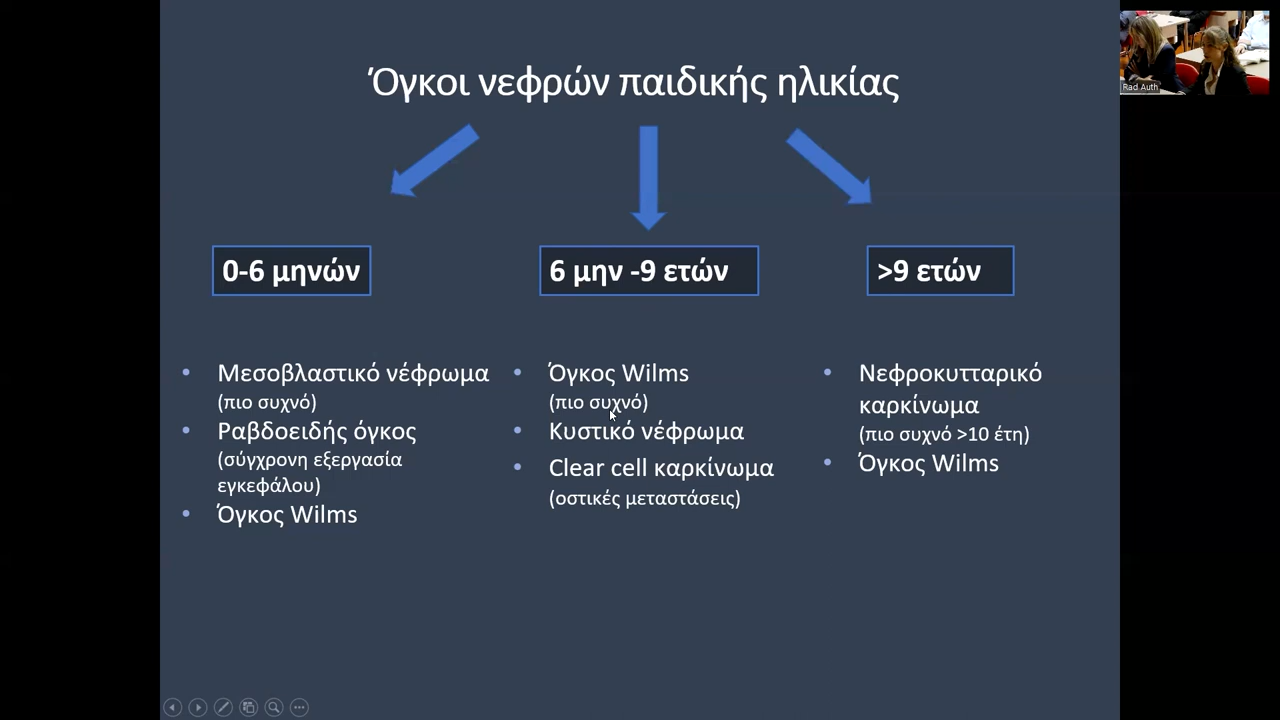 Όγκοι νεφρών παιδικής ηλικίας
0-6 μηνών
6 μην -9 ετών
>9 ετών
• Μεσοβλαστικό νέφρωμα
(πιο συχνό)
• Ραβδοειδής όγκος
(σύγχρονη εξεργασία
εγκεφάλου)
• Όγκος Wilms
• Όγκος Wilms
(πιο συχνό)
• Κυστικό νέφρωμα
• Clear cell καρκίνωμα
(οστικές μεταστάσεις)
• Νεφροκυτταρικό
καρκίνωμα
(πιο συχνό >10 έτη)
• Όγκος Wilms
Rad Auth